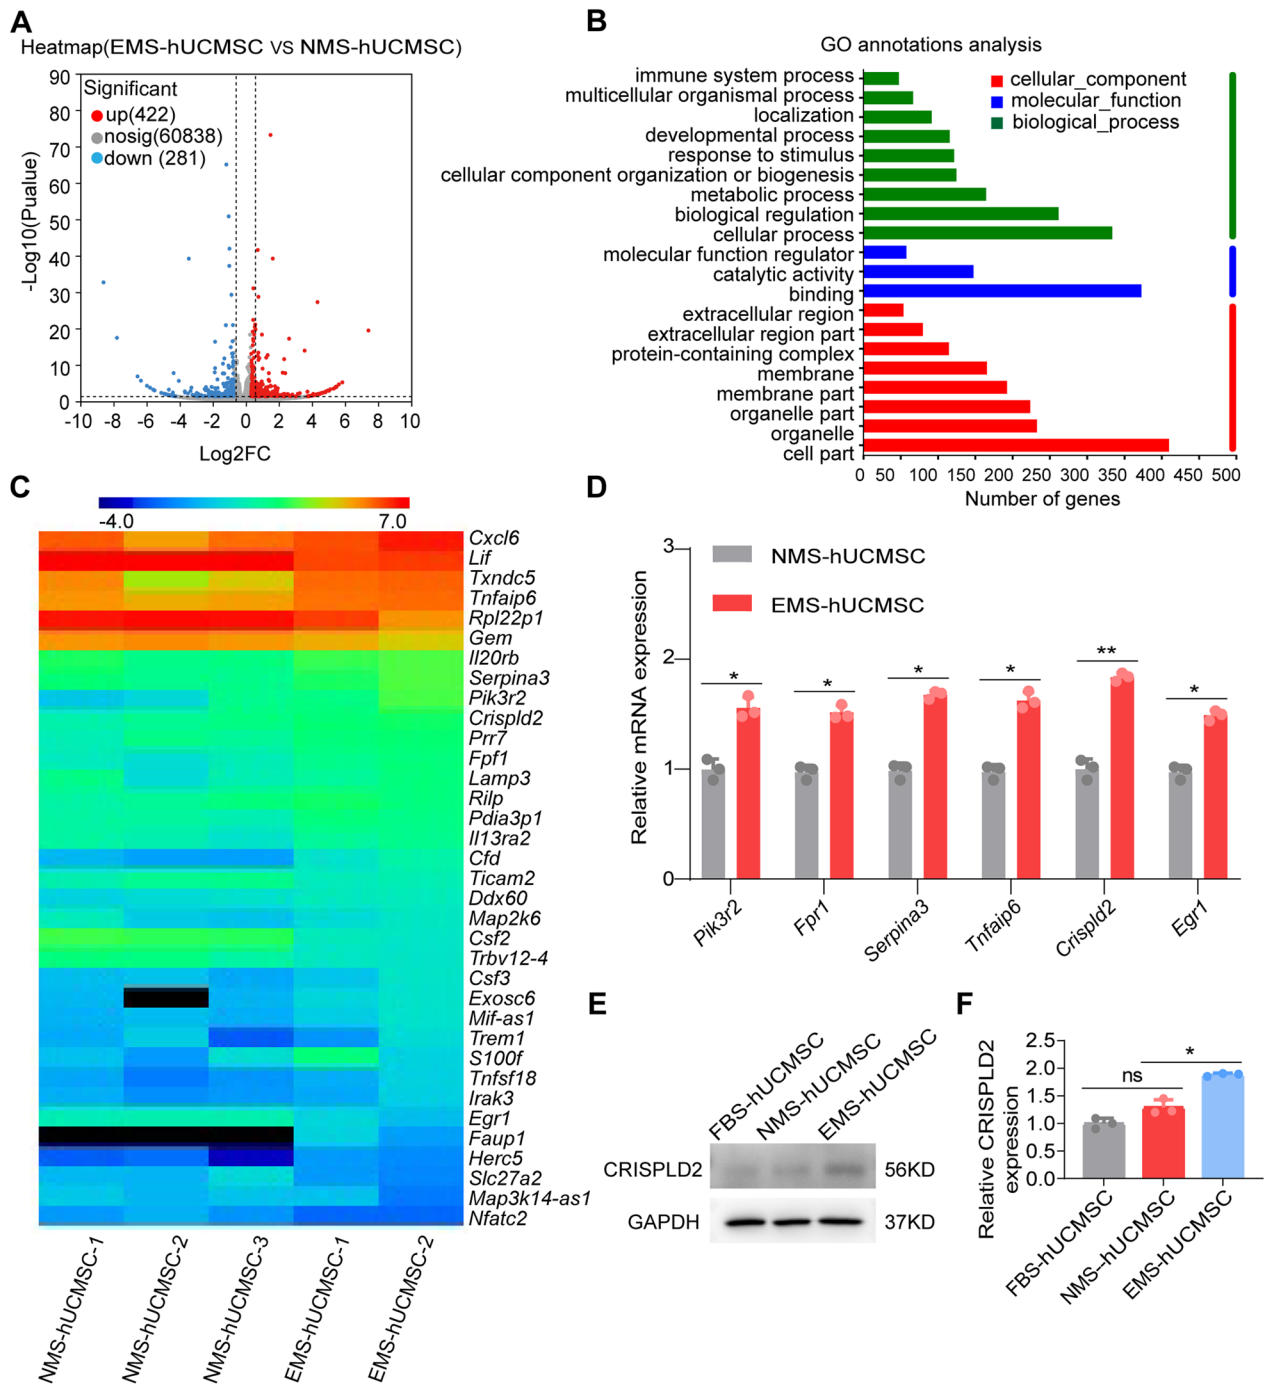 A
Heatmap(EMS-hUCMSC VS NMS-hUCMSC)
Significant
up(422)
nosig(60838)
down (281)
-Log10(Pualue)
90
80
70
60
50
40
30
20
10
0
-10 -8 -6 -4 -2 0 2 4 6 8 10
Log2FC
B
GO annotations analysis
cellular_component
molecular_function
biological_process
immune system process
multicellular organismal process
localization
developmental process
response to stimulus
cellular component organization or biogenesis
metabolic process
biological regulation
cellular process
molecular function regulator
catalytic activity
binding
extracellular region
extracellular region part
protein-containing complex
membrane
membrane part
organelle part
organelle
cell part
0 50 100 150 200 250 300 350 400 450 500
Number of genes
C
-4.0 7.0
Cxcl6
Lif
Txndc5
Tnfaip6
Rpl22p1
Gem
Il20rb
Serpina3
Pik3r2
Crispld2
Prr7
Fpf1
Lamp3
Rilp
Pdia3p1
Il13ra2
Cfd
Ticam2
Ddx60
Map2k6
Csf2
Trbv12-4
Csf3
Exosc6
Mif-as1
Trem1
S100f
Tnfsf18
Irak3
Egr1
Faup1
Herc5
Slc27a2
Map3k14-as1
Nfatc2
NMS-hUCMSC-1
NMS-hUCMSC-2
NMS-hUCMSC-3
EMS-hUCMSC-1
EMS-hUCMSC-2
D
NMS-hUCMSC
EMS-hUCMSC
Relative mRNA expression
3
2
1
0
* * * * ** *
Pik3r2
Fpr1
Serpina3
Tnfaip6
Crispld2
Egr1
E
FBS-hUCMSC
NMS-hUCMSC
EMS-hUCMSC
CRISPLD2 56KD
GAPDH 37KD
F
Relative CRISPLD2
expression
2.5
2.0
1.5
1.0
0.5
0.0
ns
*
FBS-hUCMSC
NMS--hUCMSC
EMS-hUCMSC